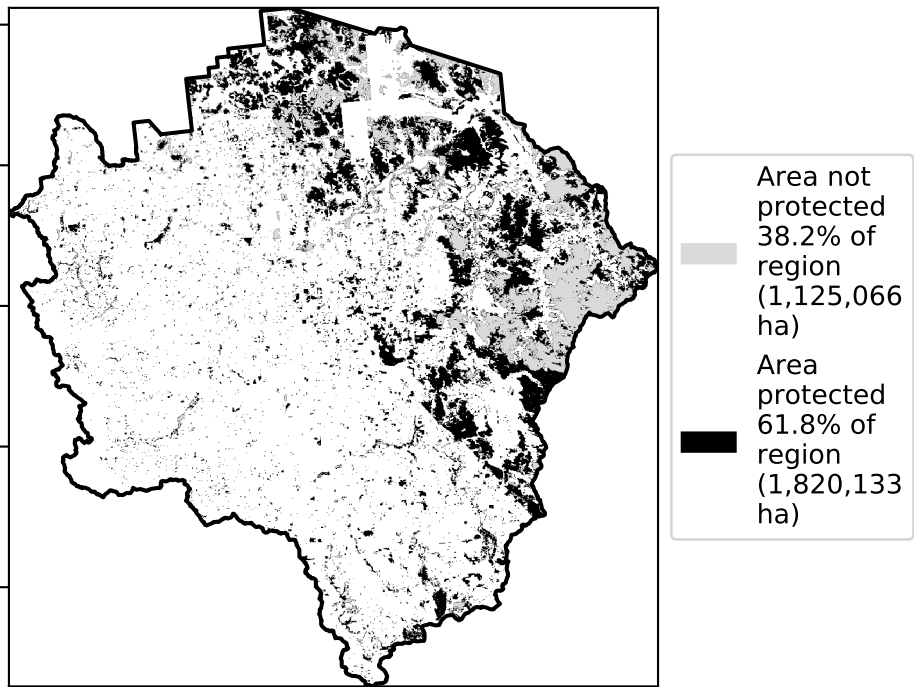 Area not
protected
38.2% of
region
(1,125,066
ha)
Area
protected
61.8% of
region
(1,820,133
ha)